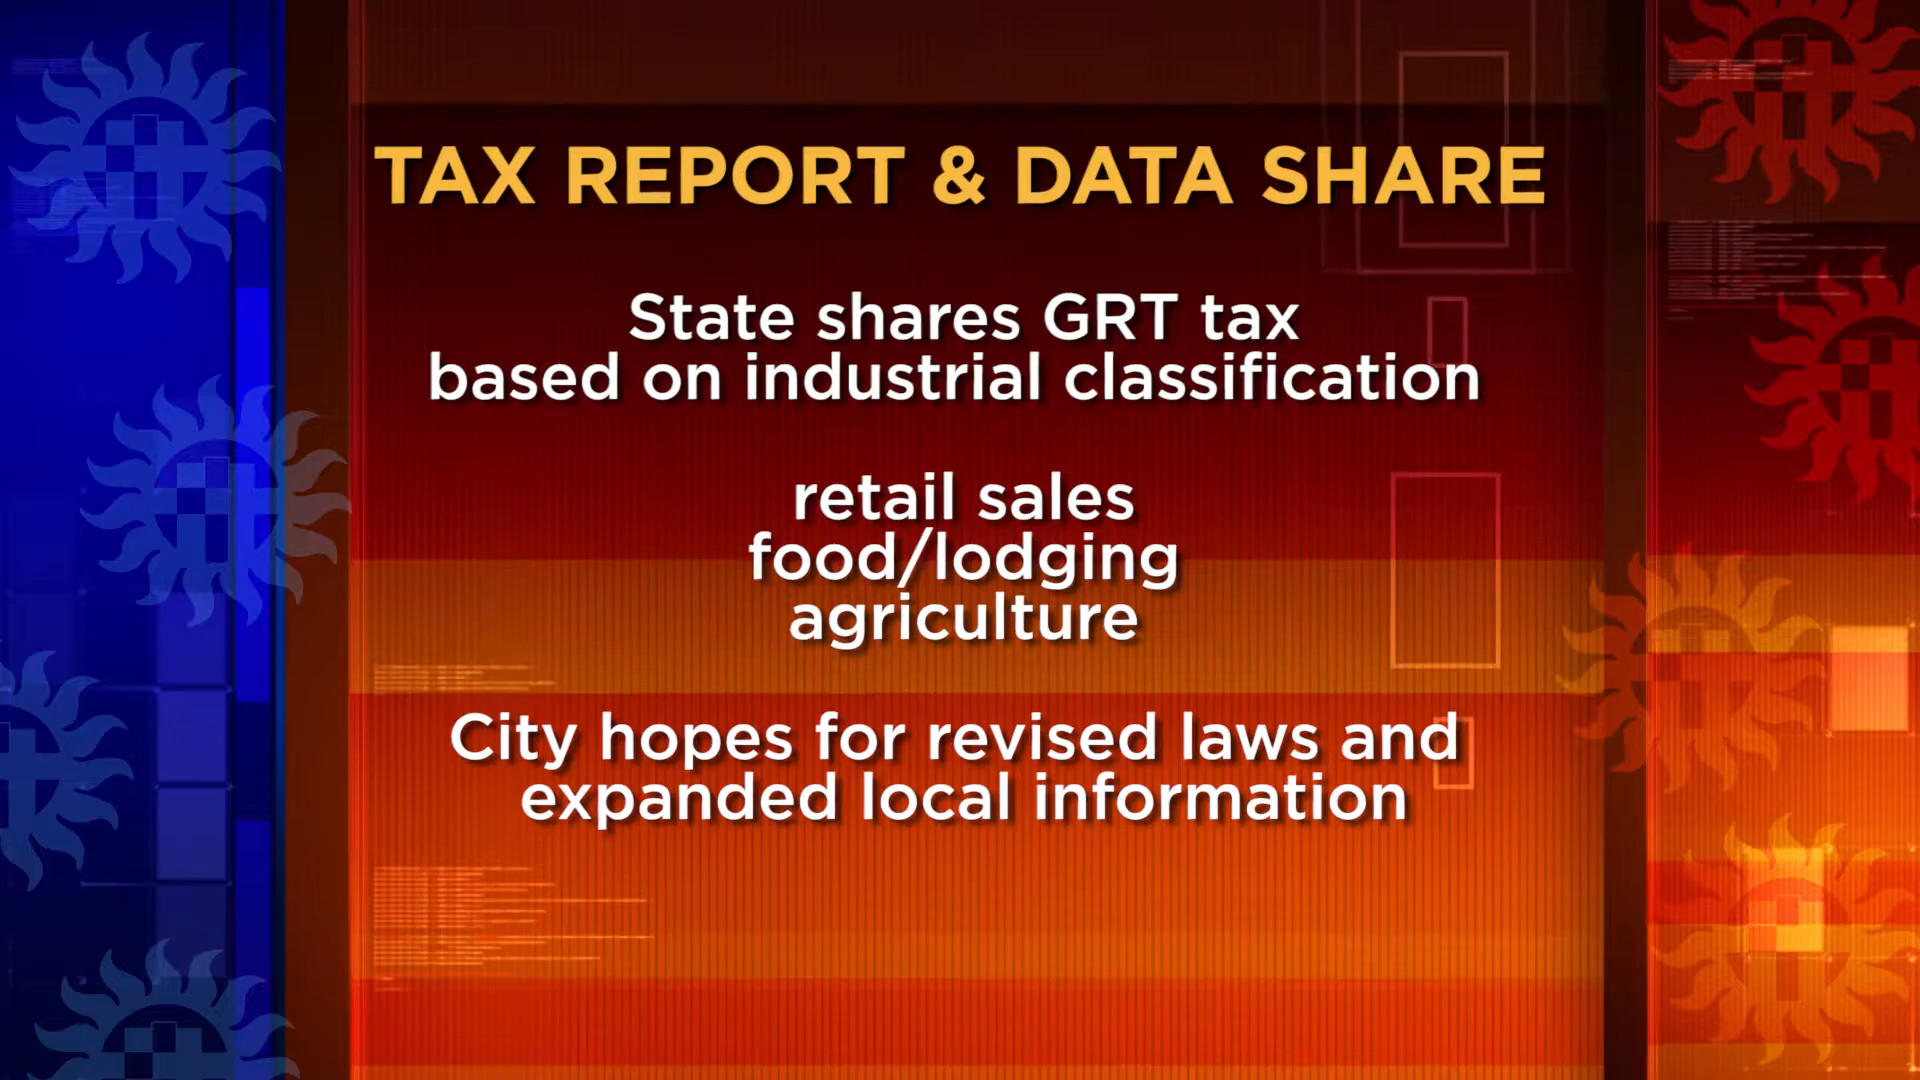 TAX REPORT & DATA SHARE
State shares GRT tax
based on industrial classification
retail sales
food/lodging
agriculture
City hopes for revised laws and
expanded local information